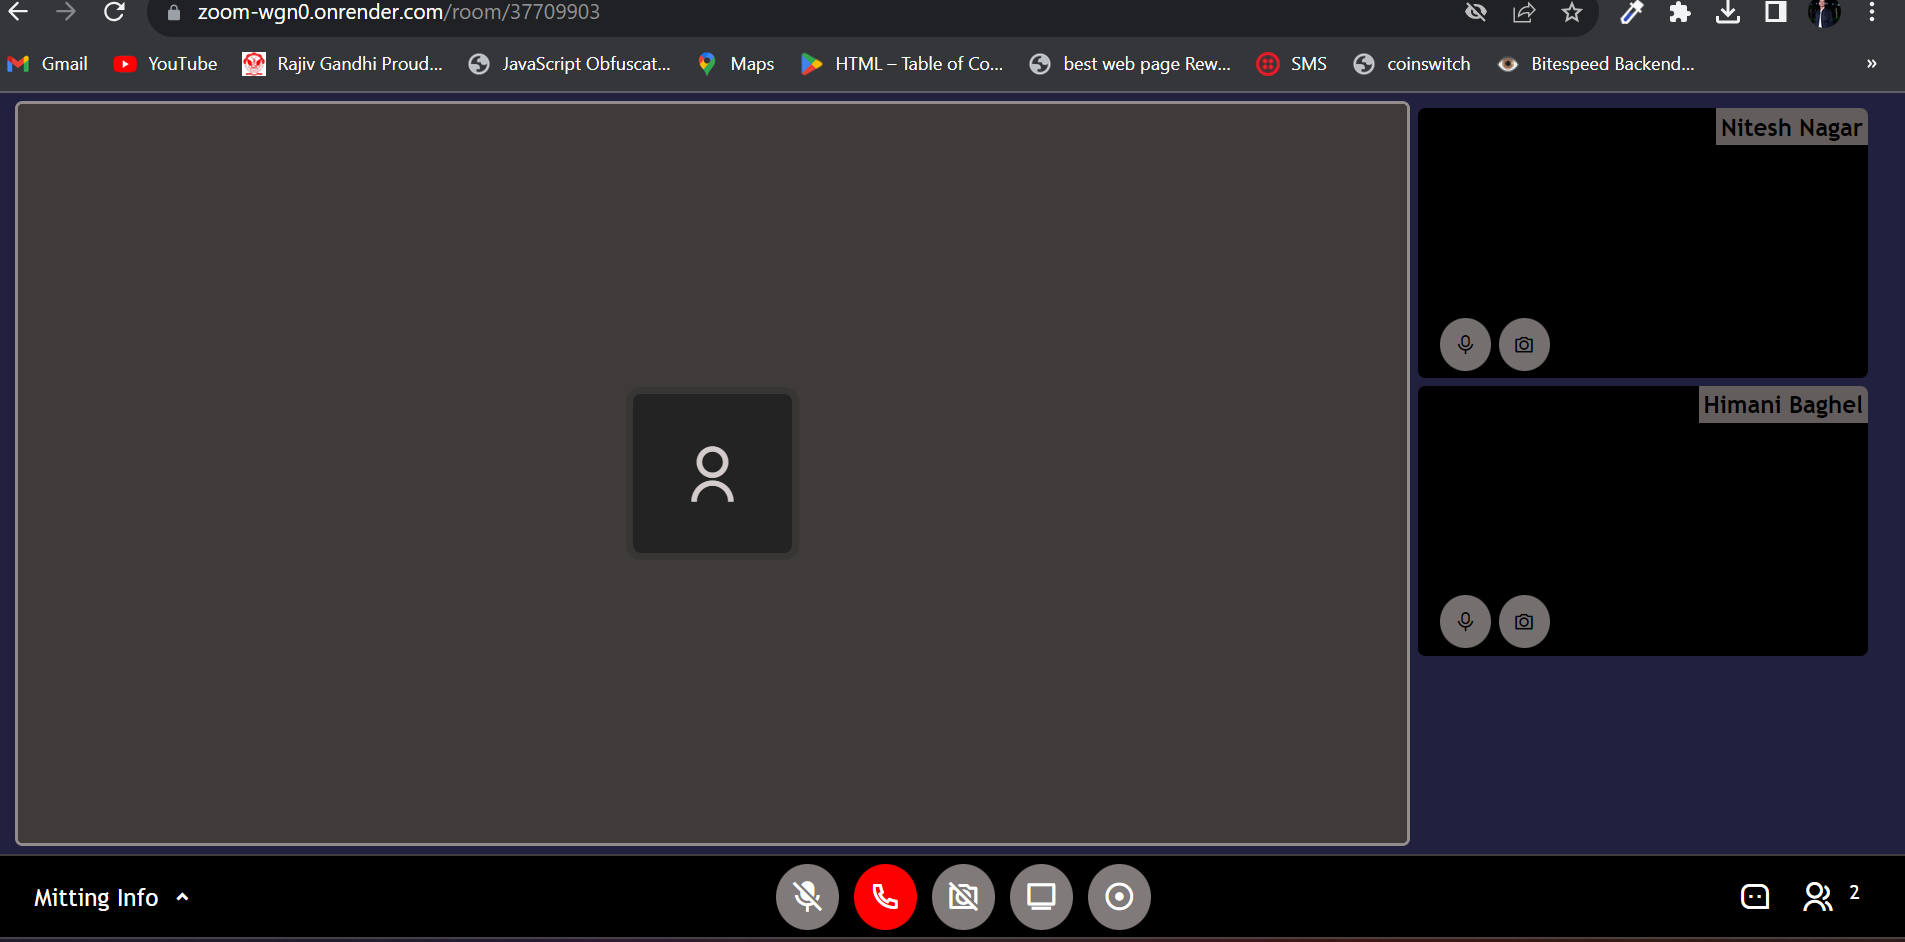 zoom-wgn0.onrender.com/room/37709903
Gmail YouTube Rajiv Gandhi Proud... JavaScript Obfuscat... Maps HTML – Table of Co... best web page Rew... SMS coinswitch Bitespeed Backend... »
Nitesh Nagar
Himani Baghel
Mitting Info
2